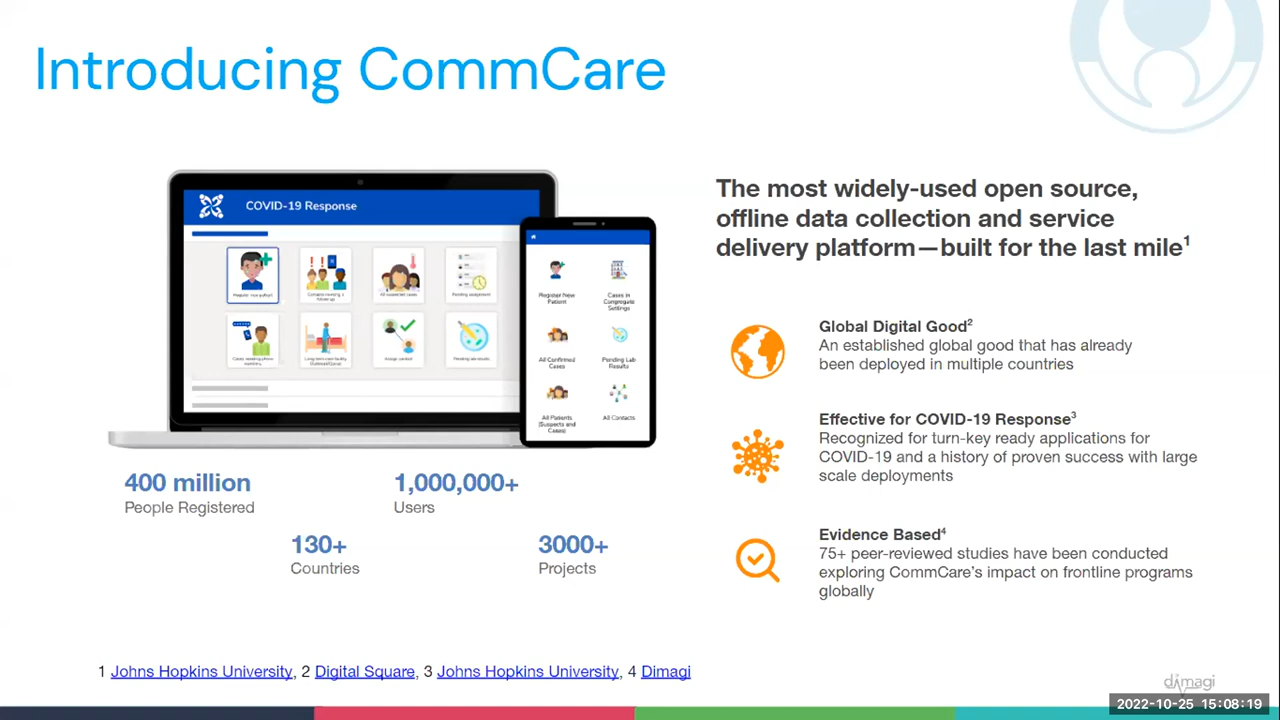 Introducing CommCare
COVID-19 Response
Register New
Patient
Cases in
Congregate
Settings
All Confirmed
Cases
Pending Lab
Results
All Patients
(Suspects and
Cases)
All Contacts
The most widely-used open source,
offline data collection and service
delivery platform—built for the last mile1
Global Digital Good2
An established global good that has already
been deployed in multiple countries
Effective for COVID-19 Response3
Recognized for turn-key ready applications for
COVID-19 and a history of proven success with large
scale deployments
Evidence Based4
75+ peer-reviewed studies have been conducted
exploring CommCare's impact on frontline programs
globally
400 million
People Registered
1,000,000+
Users
130+
Countries
3000+
Projects
1 Johns Hopkins University, 2 Digital Square, 3 Johns Hopkins University, 4 Dimagi
dimagi
2022-10-25 15:08:19